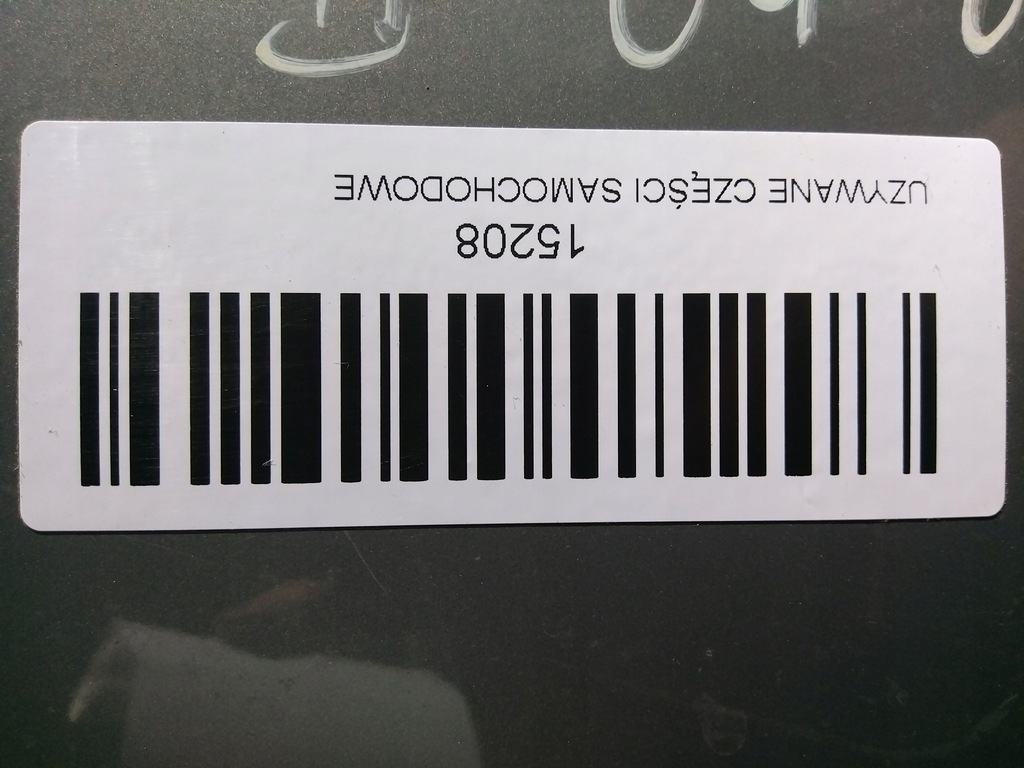 15208
UZYWANE CZĘŚCI SAMOCHODOWE